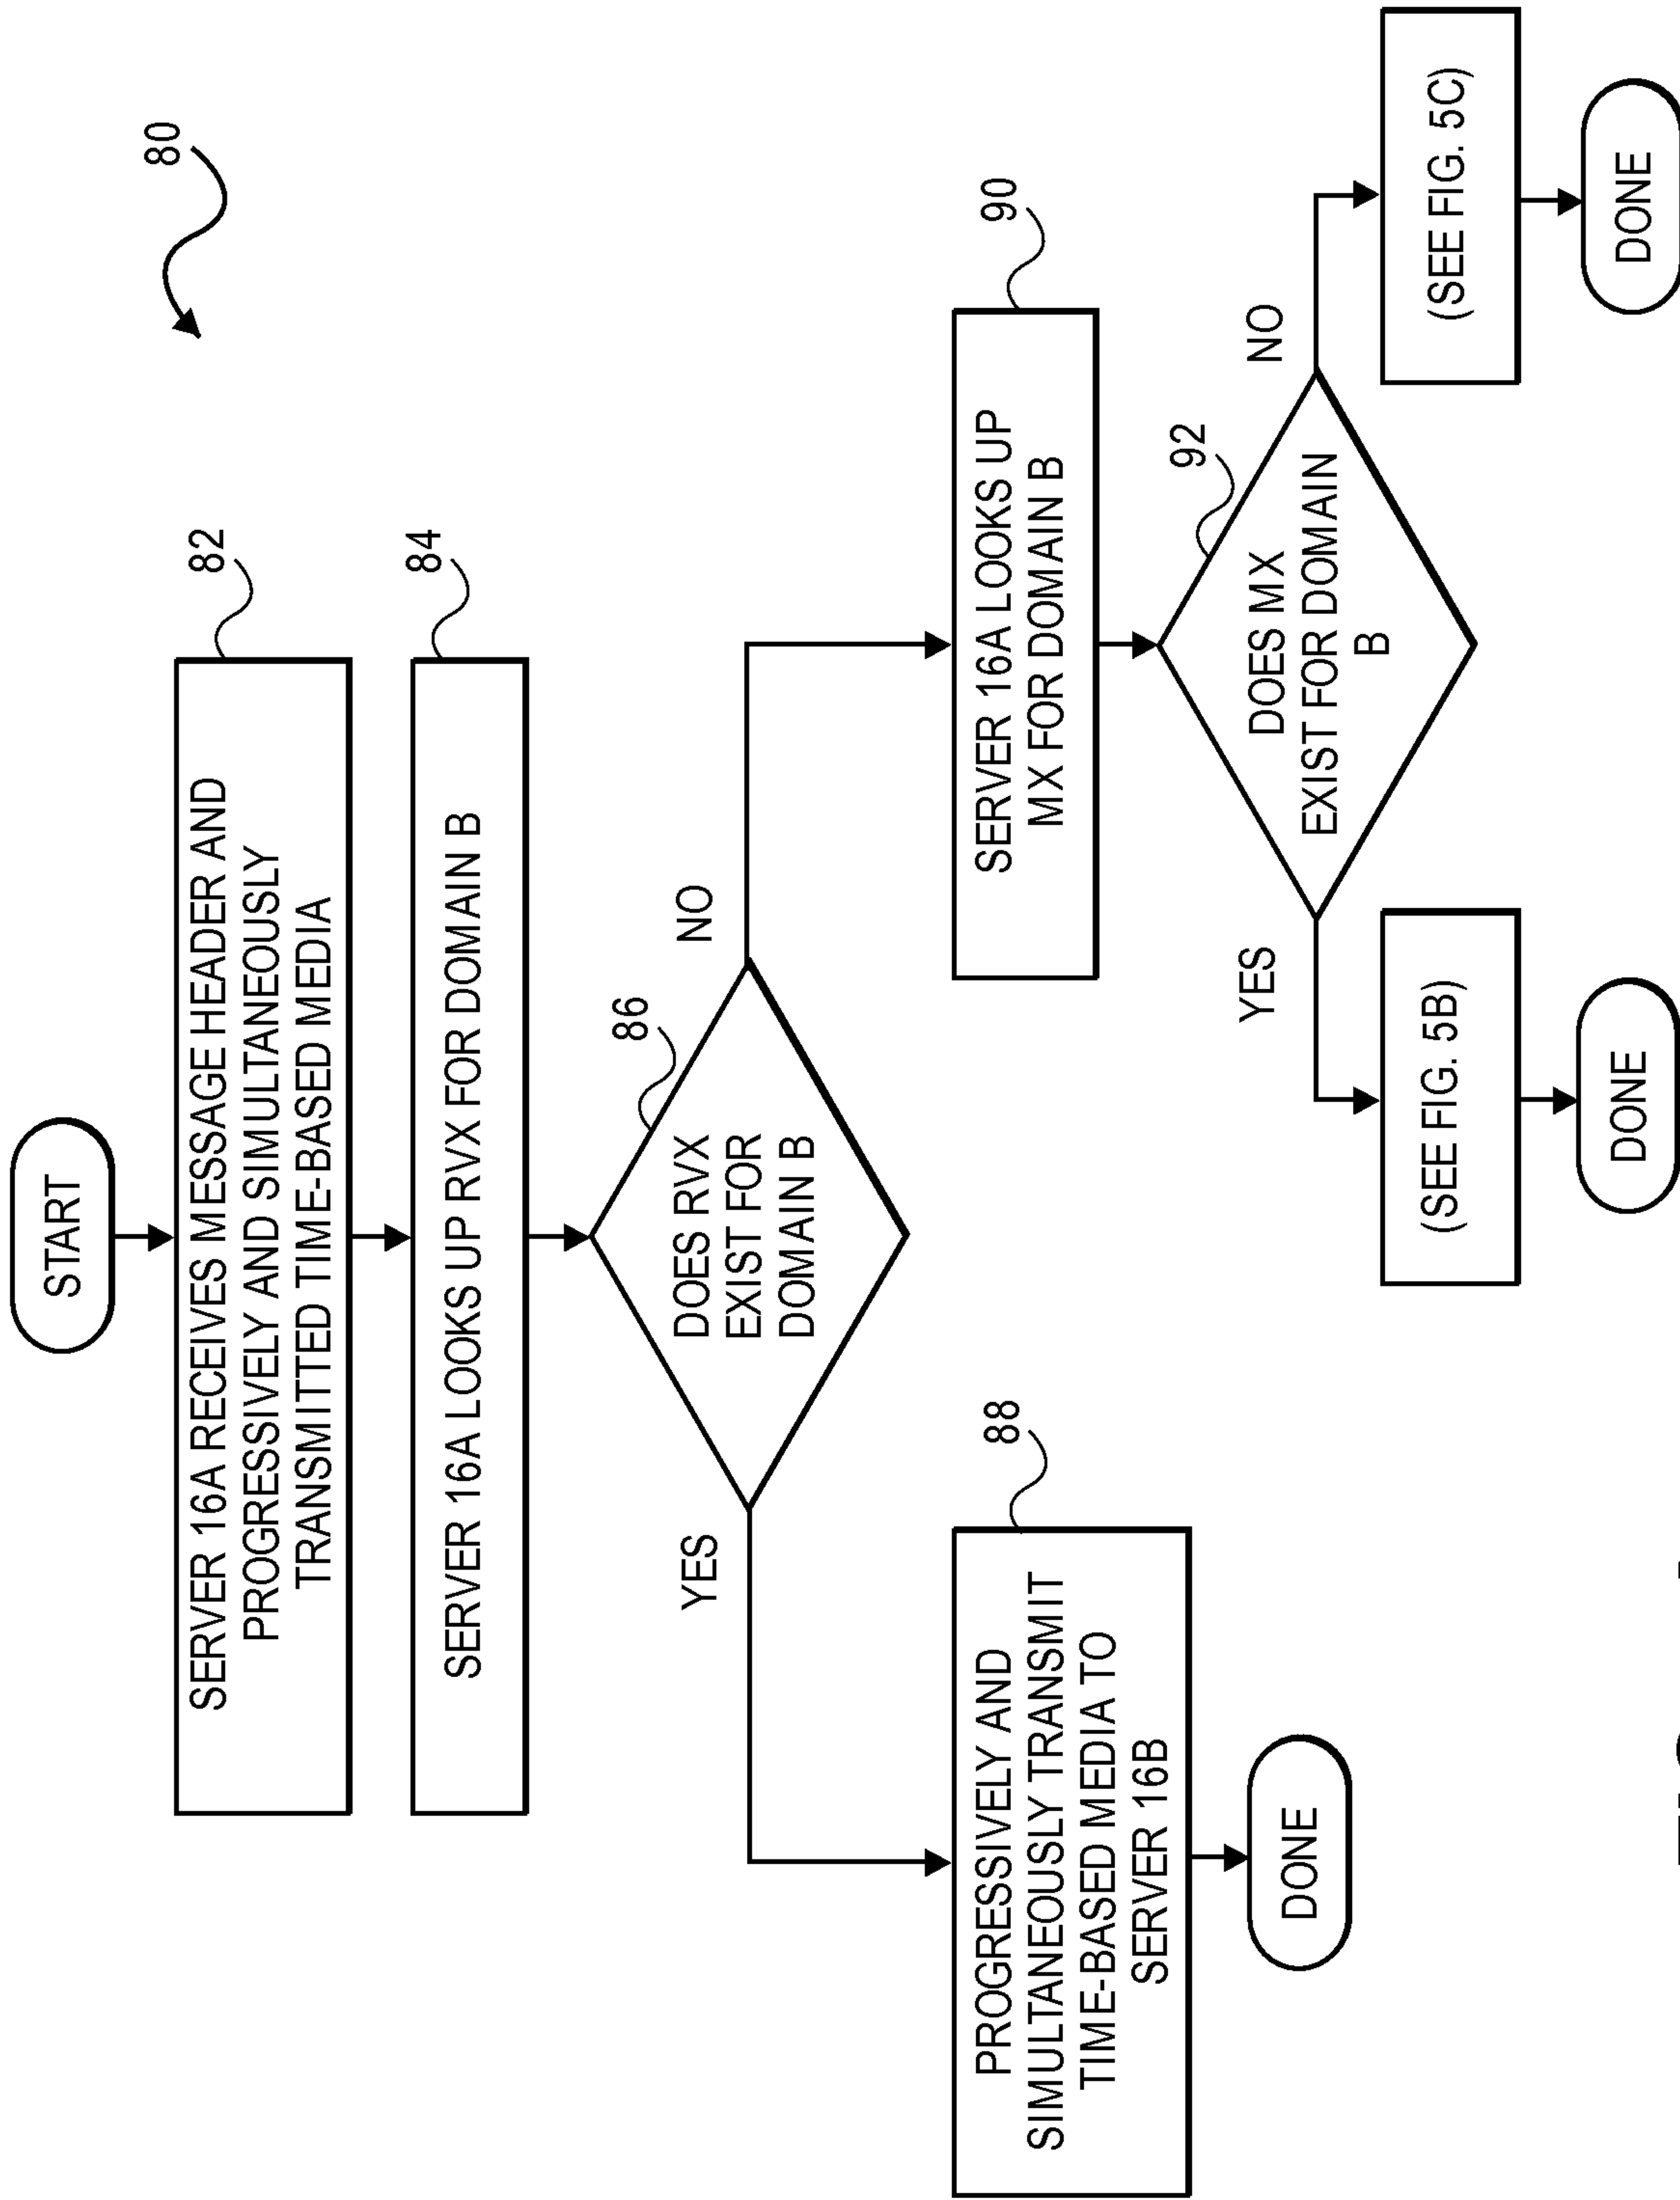 80
START
82
SERVER 16A RECEIVES MESSAGE HEADER AND
PROGRESSIVELY AND SIMULTANEOUSLY
TRANSMITTED TIME-BASED MEDIA
84
SERVER 16A LOOKS UP RVX FOR DOMAIN B
86
DOES RVX
EXIST FOR
DOMAIN B
YES
NO
88
PROGRESSIVELY AND
SIMULTANEOUSLY TRANSMIT
TIME-BASED MEDIA TO
SERVER 16B
DONE
90
SERVER 16A LOOKS UP
MX FOR DOMAIN B
92
DOES MX
EXIST FOR DOMAIN
B
YES
NO
(SEE FIG. 5B)
DONE
(SEE FIG. 5C)
DONE